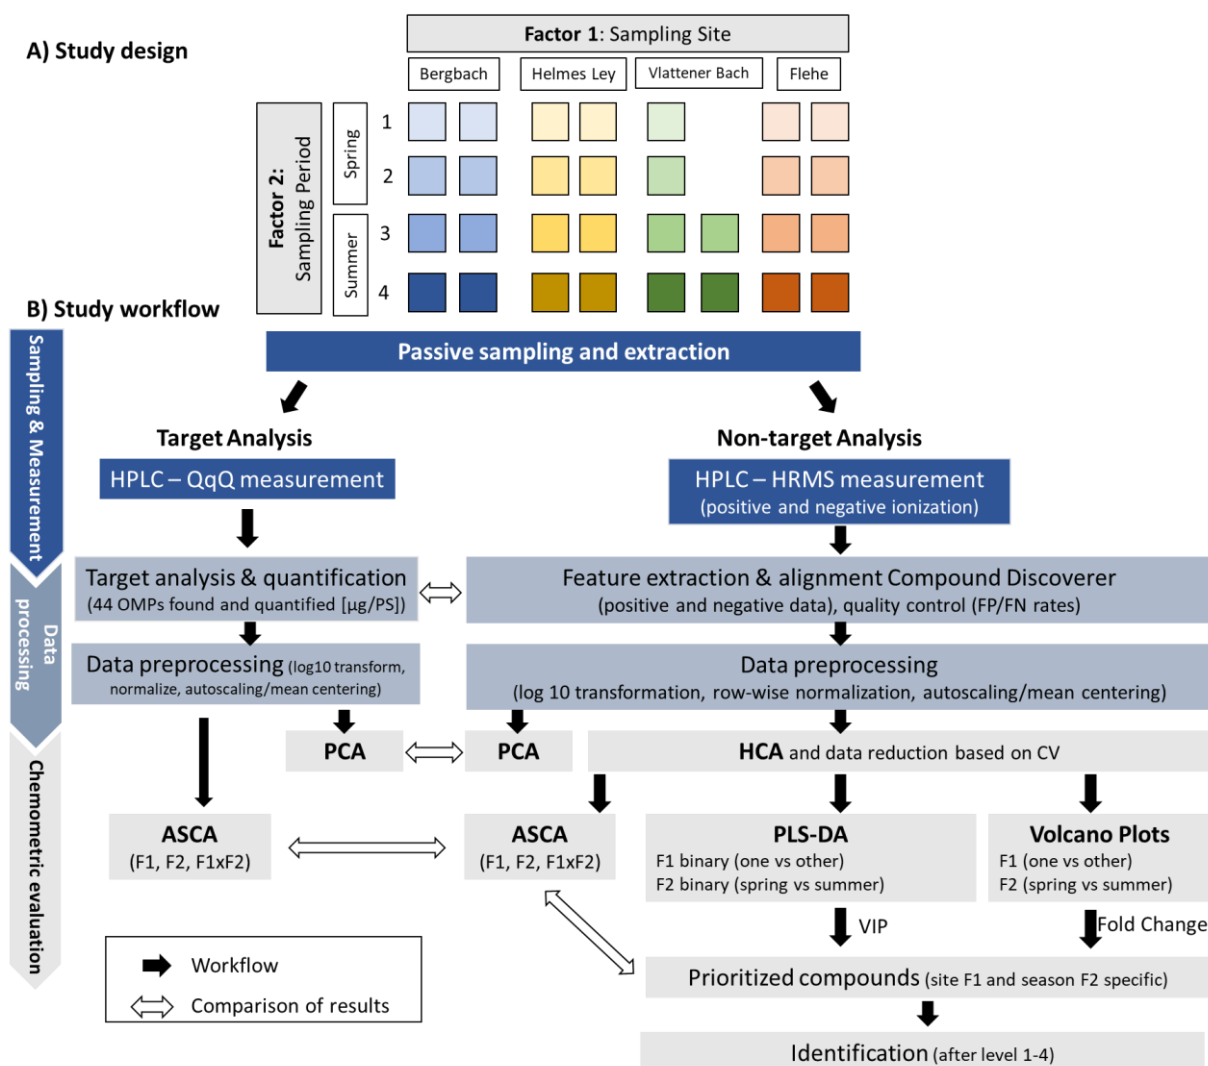 A) Study design
Factor 1: Sampling Site
Bergbach
Helmes Ley
Vlattener Bach
Flehe
Factor 2:
Sampling Period
Spring
Summer
1
2
3
4
B) Study workflow
Sampling & Measurement
Passive sampling and extraction
Target Analysis
Non-target Analysis
HPLC – QqQ measurement
HPLC – HRMS measurement
(positive and negative ionization)
Data
processing
Target analysis & quantification
(44 OMPs found and quantified [µg/PS])
Feature extraction & alignment Compound Discoverer
(positive and negative data), quality control (FP/FN rates)
Data preprocessing (log10 transform,
normalize, autoscaling/mean centering)
Data preprocessing
(log 10 transformation, row-wise normalization, autoscaling/mean centering)
Chemometric evaluation
PCA
PCA
HCA and data reduction based on CV
ASCA
(F1, F2, F1xF2)
ASCA
(F1, F2, F1xF2)
PLS-DA
F1 binary (one vs other)
F2 binary (spring vs summer)
Volcano Plots
F1 (one vs other)
F2 (spring vs summer)
VIP
Fold Change
Workflow
Comparison of results
Prioritized compounds (site F1 and season F2 specific)
Identification (after level 1-4)